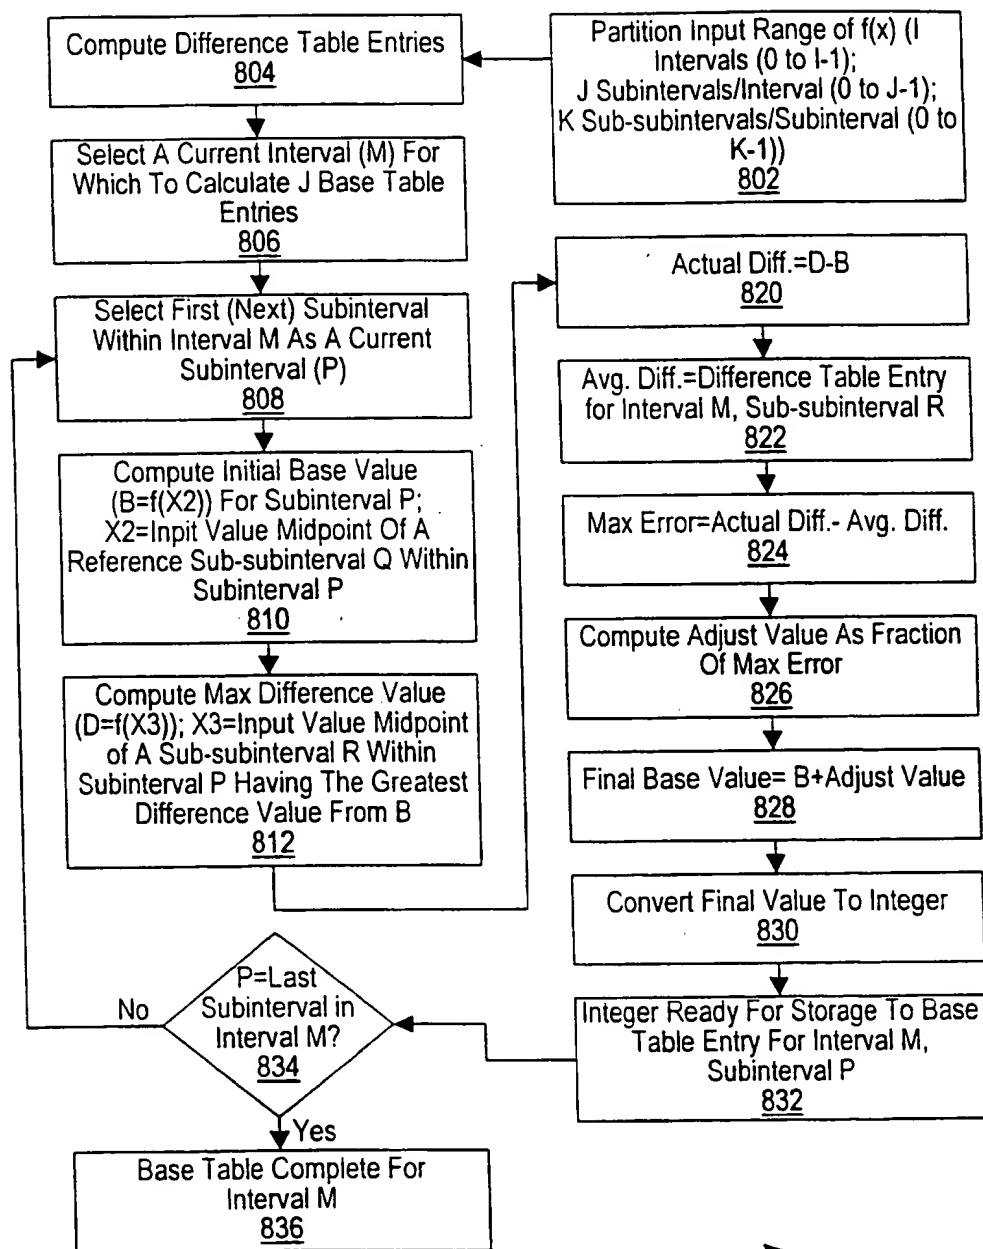 Partition Input Range of f(x) (I
Intervals (0 to I-1);
J Subintervals/Interval (0 to J-1);
K Sub-subintervals/Subinterval (0 to
K-1))
802
Compute Difference Table Entries
804
Select A Current Interval (M) For
Which To Calculate J Base Table
Entries
806
Select First (Next) Subinterval
Within Interval M As A Current
Subinterval (P)
808
Compute Initial Base Value
(B=f(X2)) For Subinterval P;
X2=Inpit Value Midpoint Of A
Reference Sub-subinterval Q Within
Subinterval P
810
Compute Max Difference Value
(D=f(X3)); X3=Input Value Midpoint
of A Sub-subinterval R Within
Subinterval P Having The Greatest
Difference Value From B
812
Actual Diff.=D-B
820
Avg. Diff.=Difference Table Entry
for Interval M, Sub-subinterval R
822
Max Error=Actual Diff.- Avg. Diff.
824
Compute Adjust Value As Fraction
Of Max Error
826
Final Base Value= B+Adjust Value
828
Convert Final Value To Integer
830
Integer Ready For Storage To Base
Table Entry For Interval M,
Subinterval P
832
P=Last
Subinterval in
Interval M?
834
No
Yes
Base Table Complete For
Interval M
836